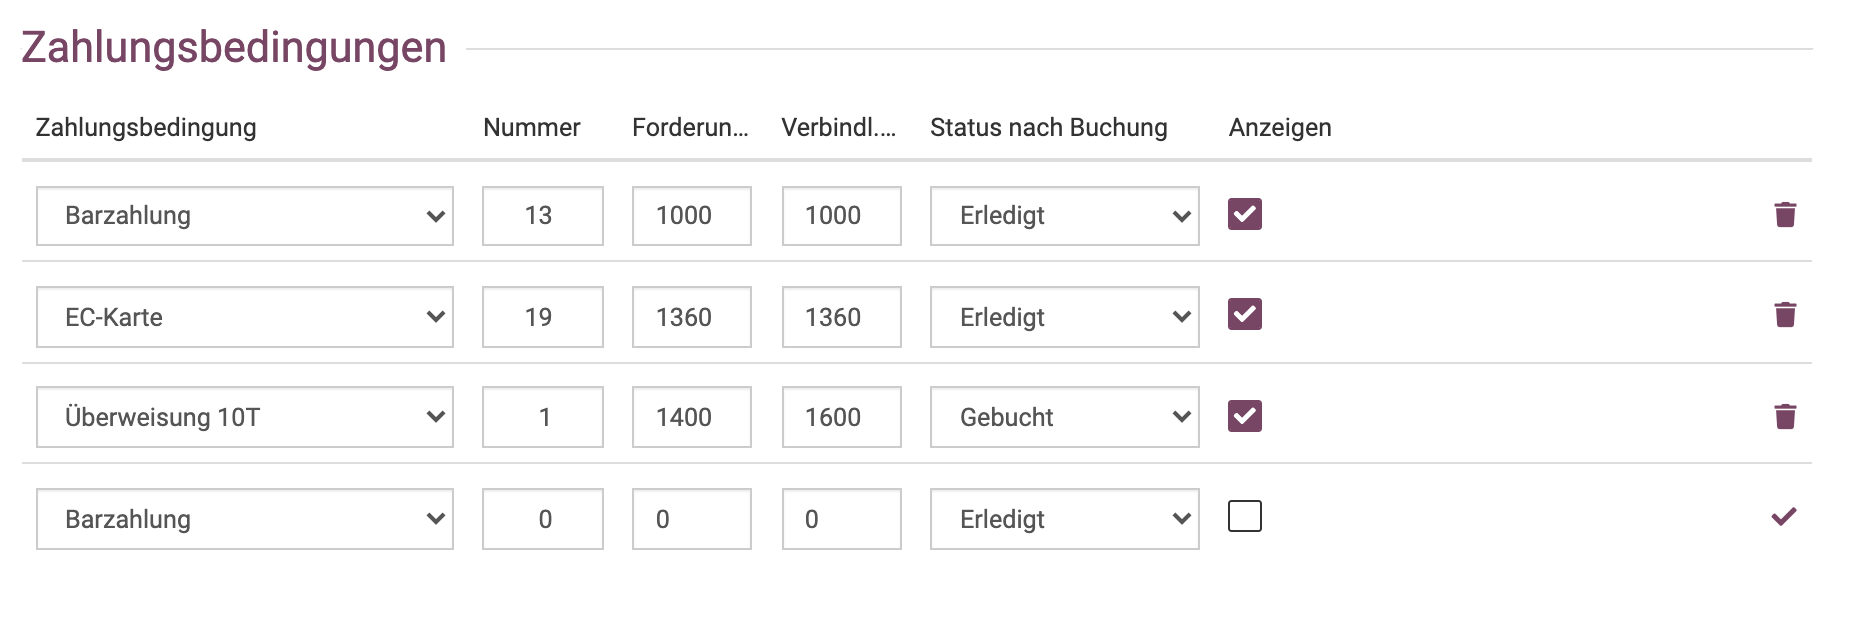 Zahlungsbedingungen
Zahlungsbedingung Nummer Forderun... Verbindl.... Status nach Buchung Anzeigen
Barzahlung 13 1000 1000 Erledigt
EC-Karte 19 1360 1360 Erledigt
Überweisung 10T 1 1400 1600 Gebucht
Barzahlung 0 0 0 Erledigt